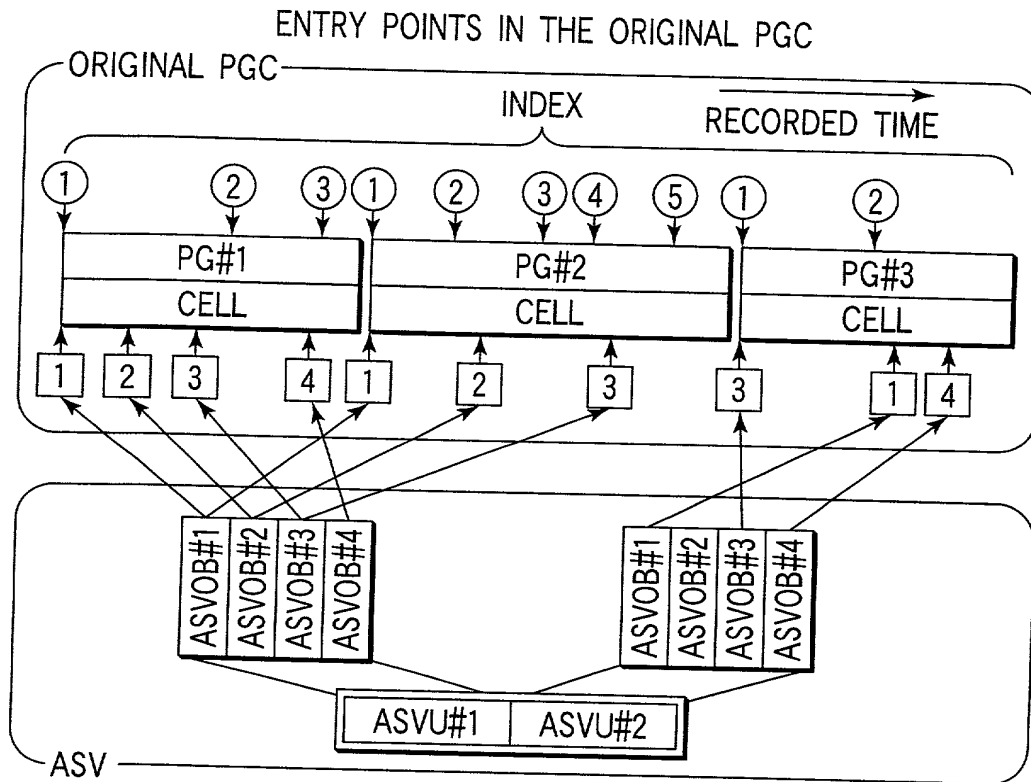 ENTRY POINTS IN THE ORIGINAL PGC
ORIGINAL PGC
INDEX
RECORDED TIME
1 2 3 1 2 3 4 5 1 2
PG#1 PG#2 PG#3
CELL CELL CELL
1 2 3 4 1 2 3 3 1 4
ASVOB#1 ASVOB#2 ASVOB#3 ASVOB#4 ASVOB#1 ASVOB#2 ASVOB#3 ASVOB#4
ASVU#1 ASVU#2
ASV